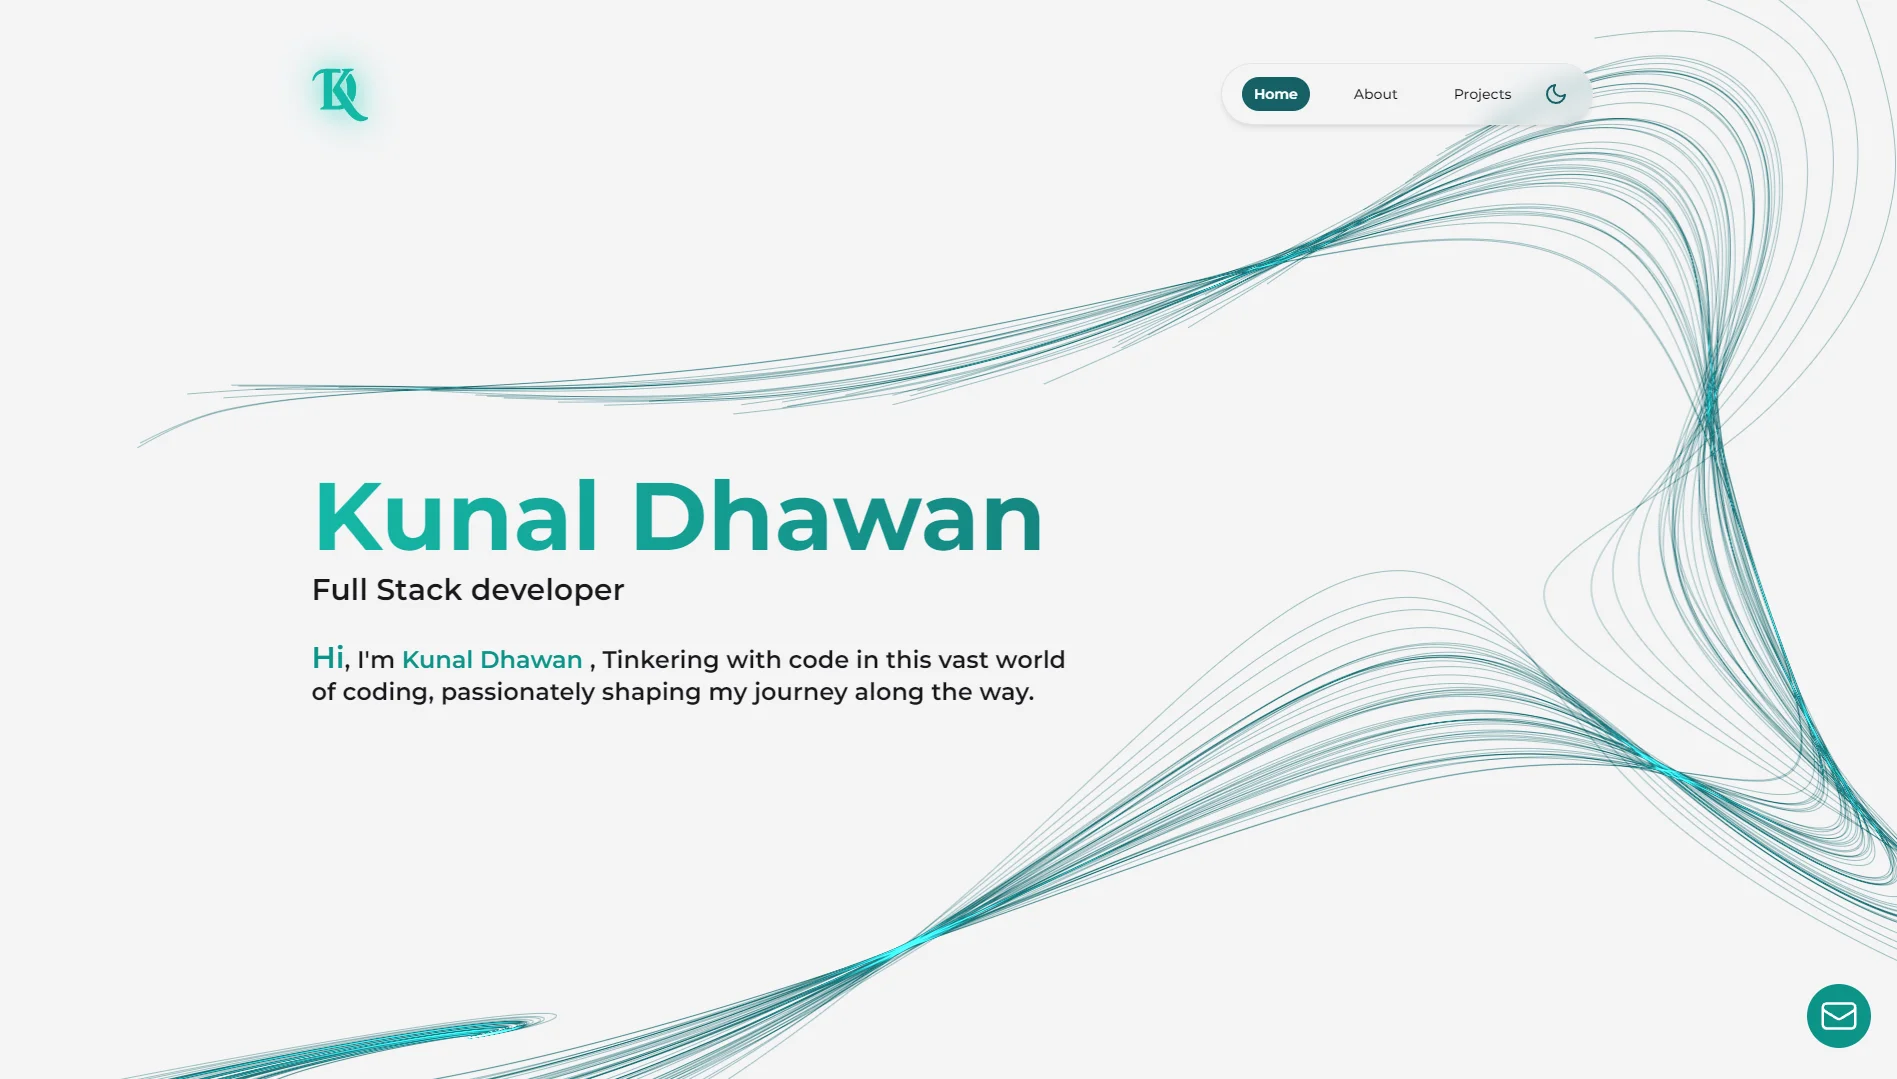 KD
Home About Projects
Kunal Dhawan
Full Stack developer
Hi, I'm Kunal Dhawan , Tinkering with code in this vast world
of coding, passionately shaping my journey along the way.